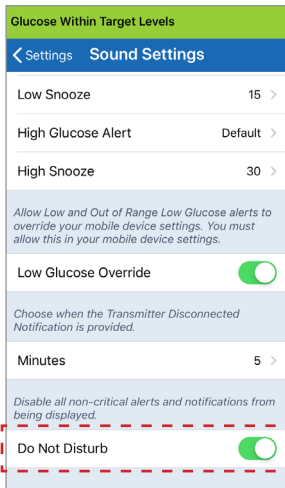 Glucose Within Target Levels
Settings Sound Settings
Low Snooze 15
High Glucose Alert Default
High Snooze 30
Allow Low and Out of Range Low Glucose alerts to
override your mobile device settings. You must
allow this in your mobile device settings.
Low Glucose Override
Choose when the Transmitter Disconnected
Notification is provided.
Minutes 5
Disable all non-critical alerts and notifications from
being displayed.
Do Not Disturb